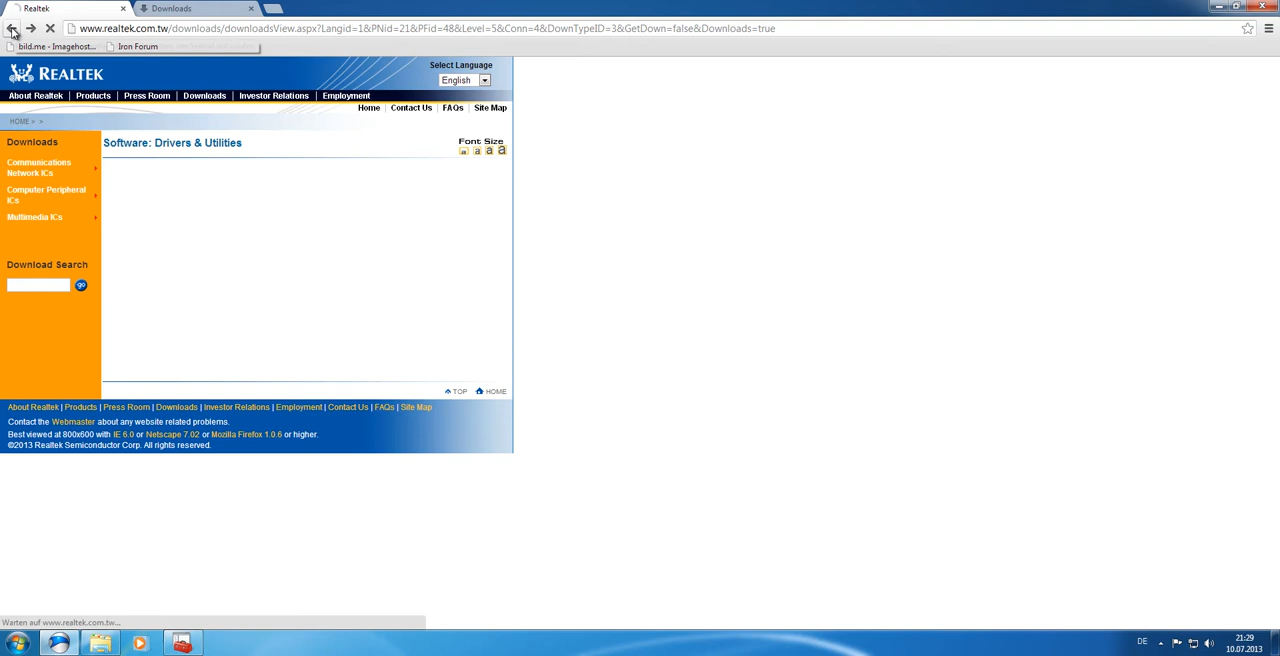 Realtek
Downloads
www.realtek.com.tw/downloads/downloadsView.aspx?Langid=1&PNid=21&PFid=48&Level=5&Conn=4&DownTypeID=3&GetDown=false&Downloads=true
bild.me - Imagehost... Iron Forum
REALTEK
Select Language
English
About Realtek | Products | Press Room | Downloads | Investor Relations | Employment
Home | Contact Us | FAQs | Site Map
HOME > >
Downloads
Software: Drivers & Utilities
Font Size
a a a a
Communications
Network ICs
Computer Peripheral
ICs
Multimedia ICs
Download Search
go
TOP HOME
About Realtek | Products | Press Room | Downloads | Investor Relations | Employment | Contact Us | FAQs | Site Map
Contact the Webmaster about any website related problems.
Best viewed at 800x600 with IE 6.0 or Netscape 7.02 or Mozilla Firefox 1.0.6 or higher.
©2013 Realtek Semiconductor Corp. All rights reserved.
Warten auf www.realtek.com.tw...
DE
21:29
10.07.2013